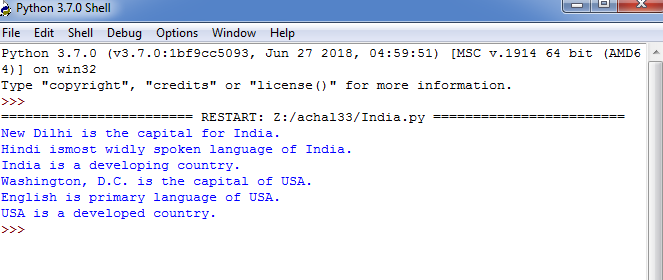 Python 3.7.0 Shell
File Edit Shell Debug Options Window Help
Python 3.7.0 (v3.7.0:1bf9cc5093, Jun 27 2018, 04:59:51) [MSC v.1914 64 bit (AMD6
4)] on win32
Type "copyright", "credits" or "license()" for more information.
>>>
======================== RESTART: Z:/achal33/India.py ========================
New Dilhi is the capital for India.
Hindi ismost widly spoken language of India.
India is a developing country.
Washington, D.C. is the capital of USA.
English is primary language of USA.
USA is a developed country.
>>>